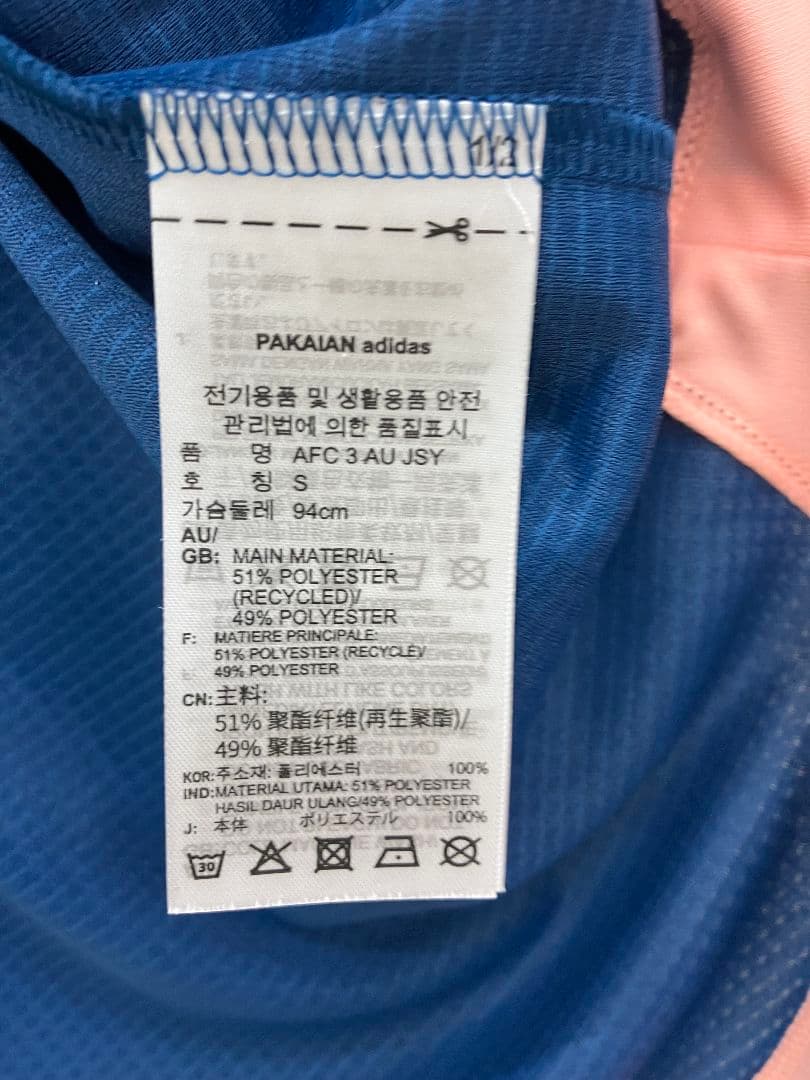 1/2
PAKAIAN adidas
전기용품 및 생활용품 안전
관리법에 의한 품질표시
품 명 AFC 3 AU JSY
호 칭 S
가슴둘레 94cm
AU/
GB: MAIN MATERIAL:
51% POLYESTER
(RECYCLED)/
49% POLYESTER
F: MATIERE PRINCIPALE:
51% POLYESTER (RECYCLÉ)/
49% POLYESTER
CN: 主料:
51% 聚酯纤维(再生聚酯)/
49% 聚酯纤维
KOR: 주소재: 폴리에스터 100%
IND: MATERIAL UTAMA: 51% POLYESTER
HASIL DAUR ULANG/49% POLYESTER
J: 本体 ポリエステル 100%
30